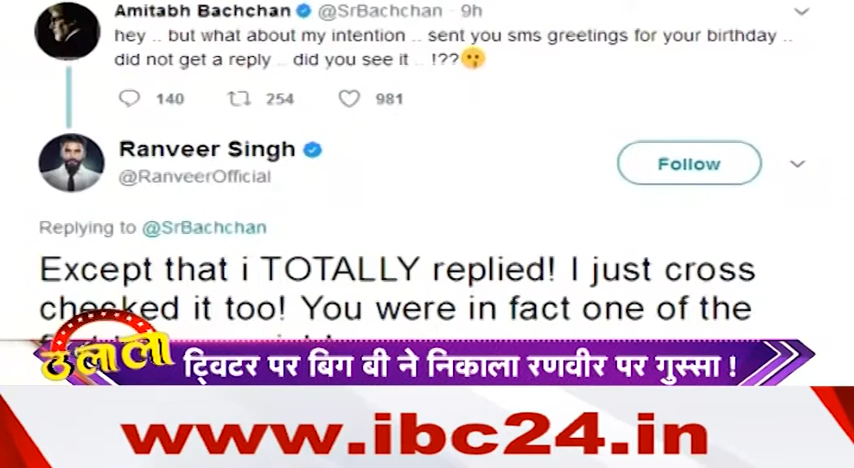 Amitabh Bachchan @SrBachchan · 9h
hey .. but what about my intention .. sent you sms greetings for your birthday ..
did not get a reply .. did you see it .. !??
140 254 981
Ranveer Singh
@RanveerOfficial
Follow
Replying to @SrBachchan
Except that i TOTALLY replied! I just cross
checked it too! You were in fact one of the
ठ लाला
ट्विटर पर बिग बी ने निकाला रणवीर पर गुस्सा !
www.ibc24.in